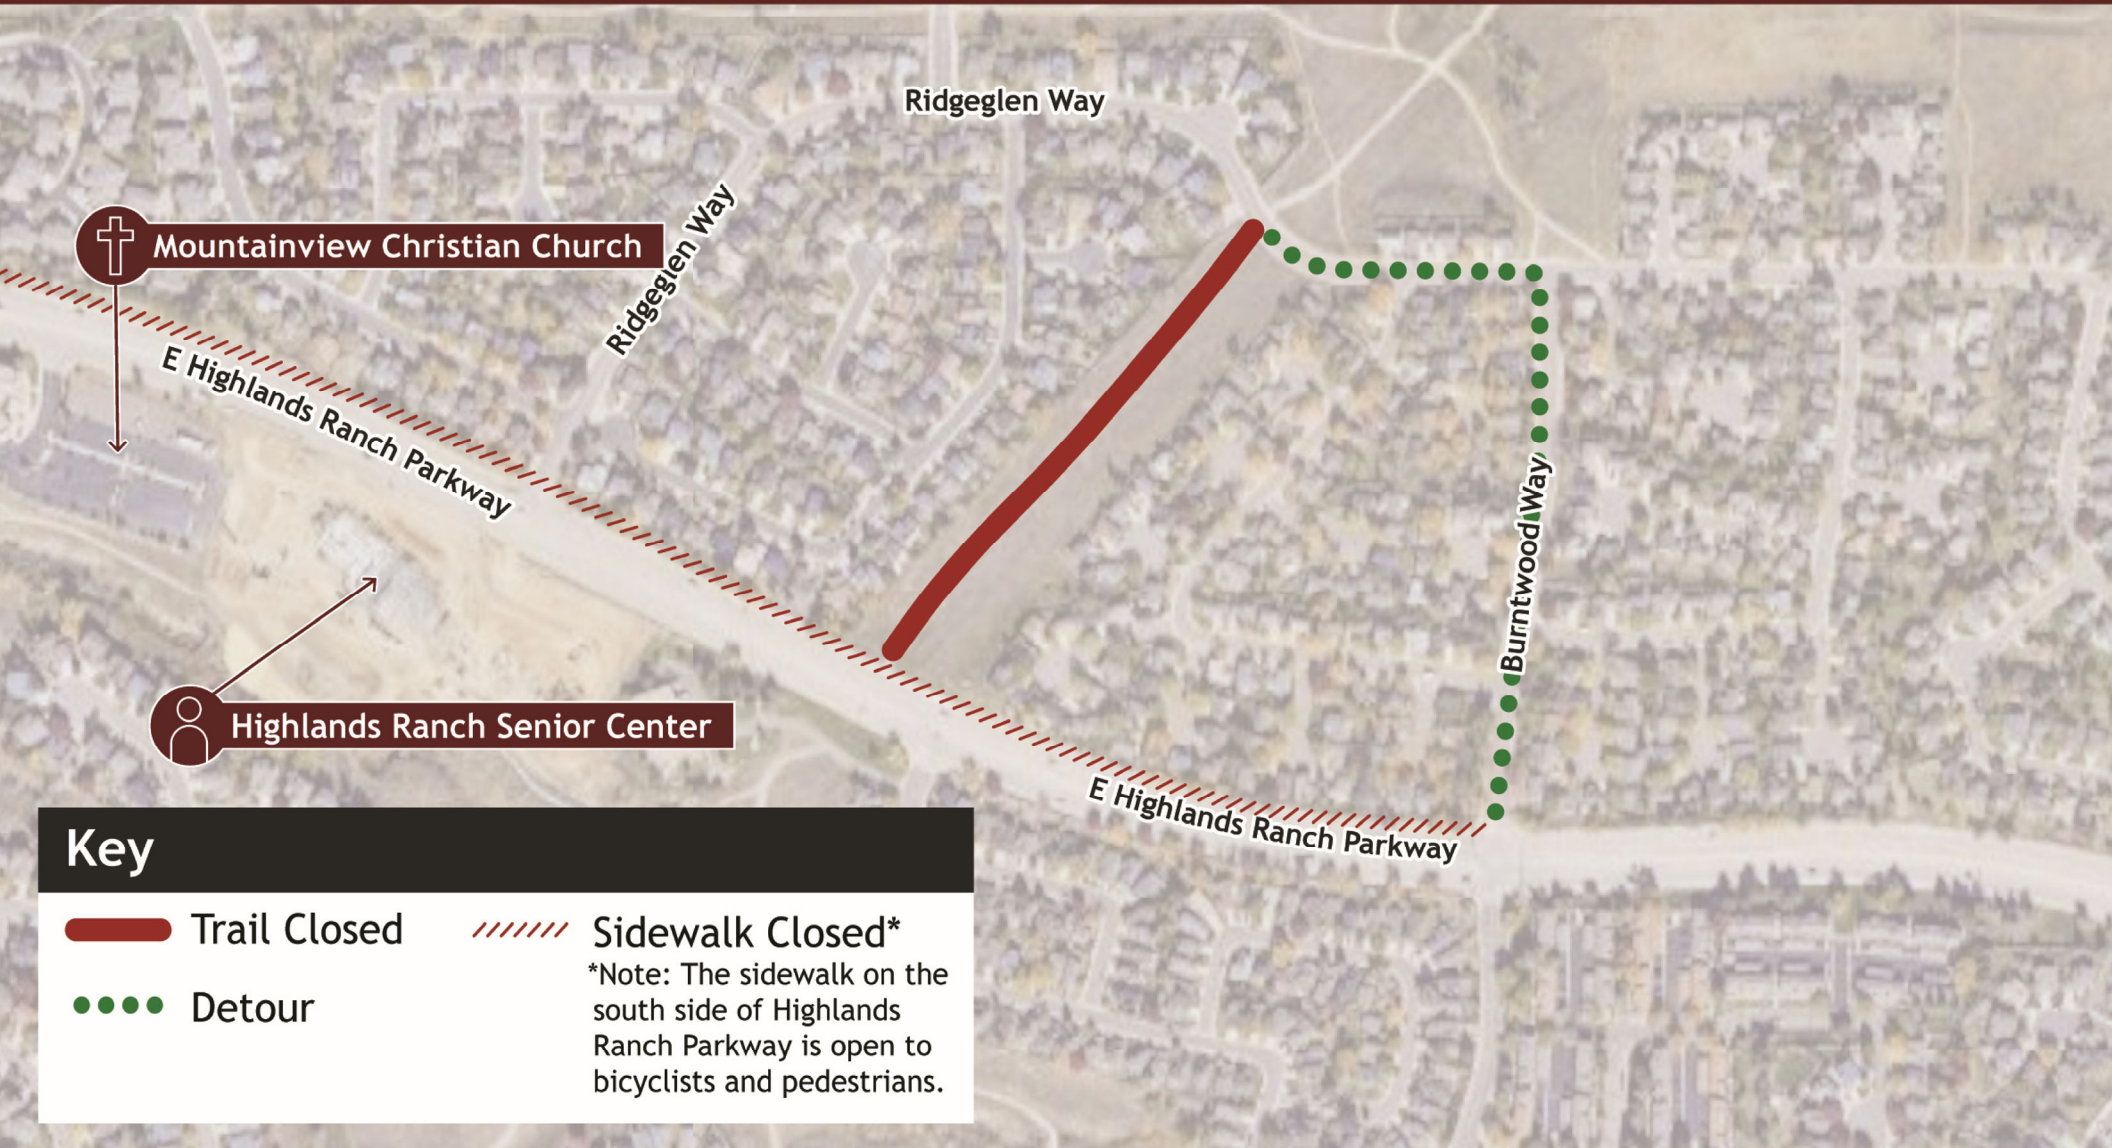 Ridgeglen Way
Ridgeglen Way
Mountainview Christian Church
E Highlands Ranch Parkway
Burntwood Way
Highlands Ranch Senior Center
E Highlands Ranch Parkway
Key
Trail Closed
Detour
Sidewalk Closed*
*Note: The sidewalk on the
south side of Highlands
Ranch Parkway is open to
bicyclists and pedestrians.